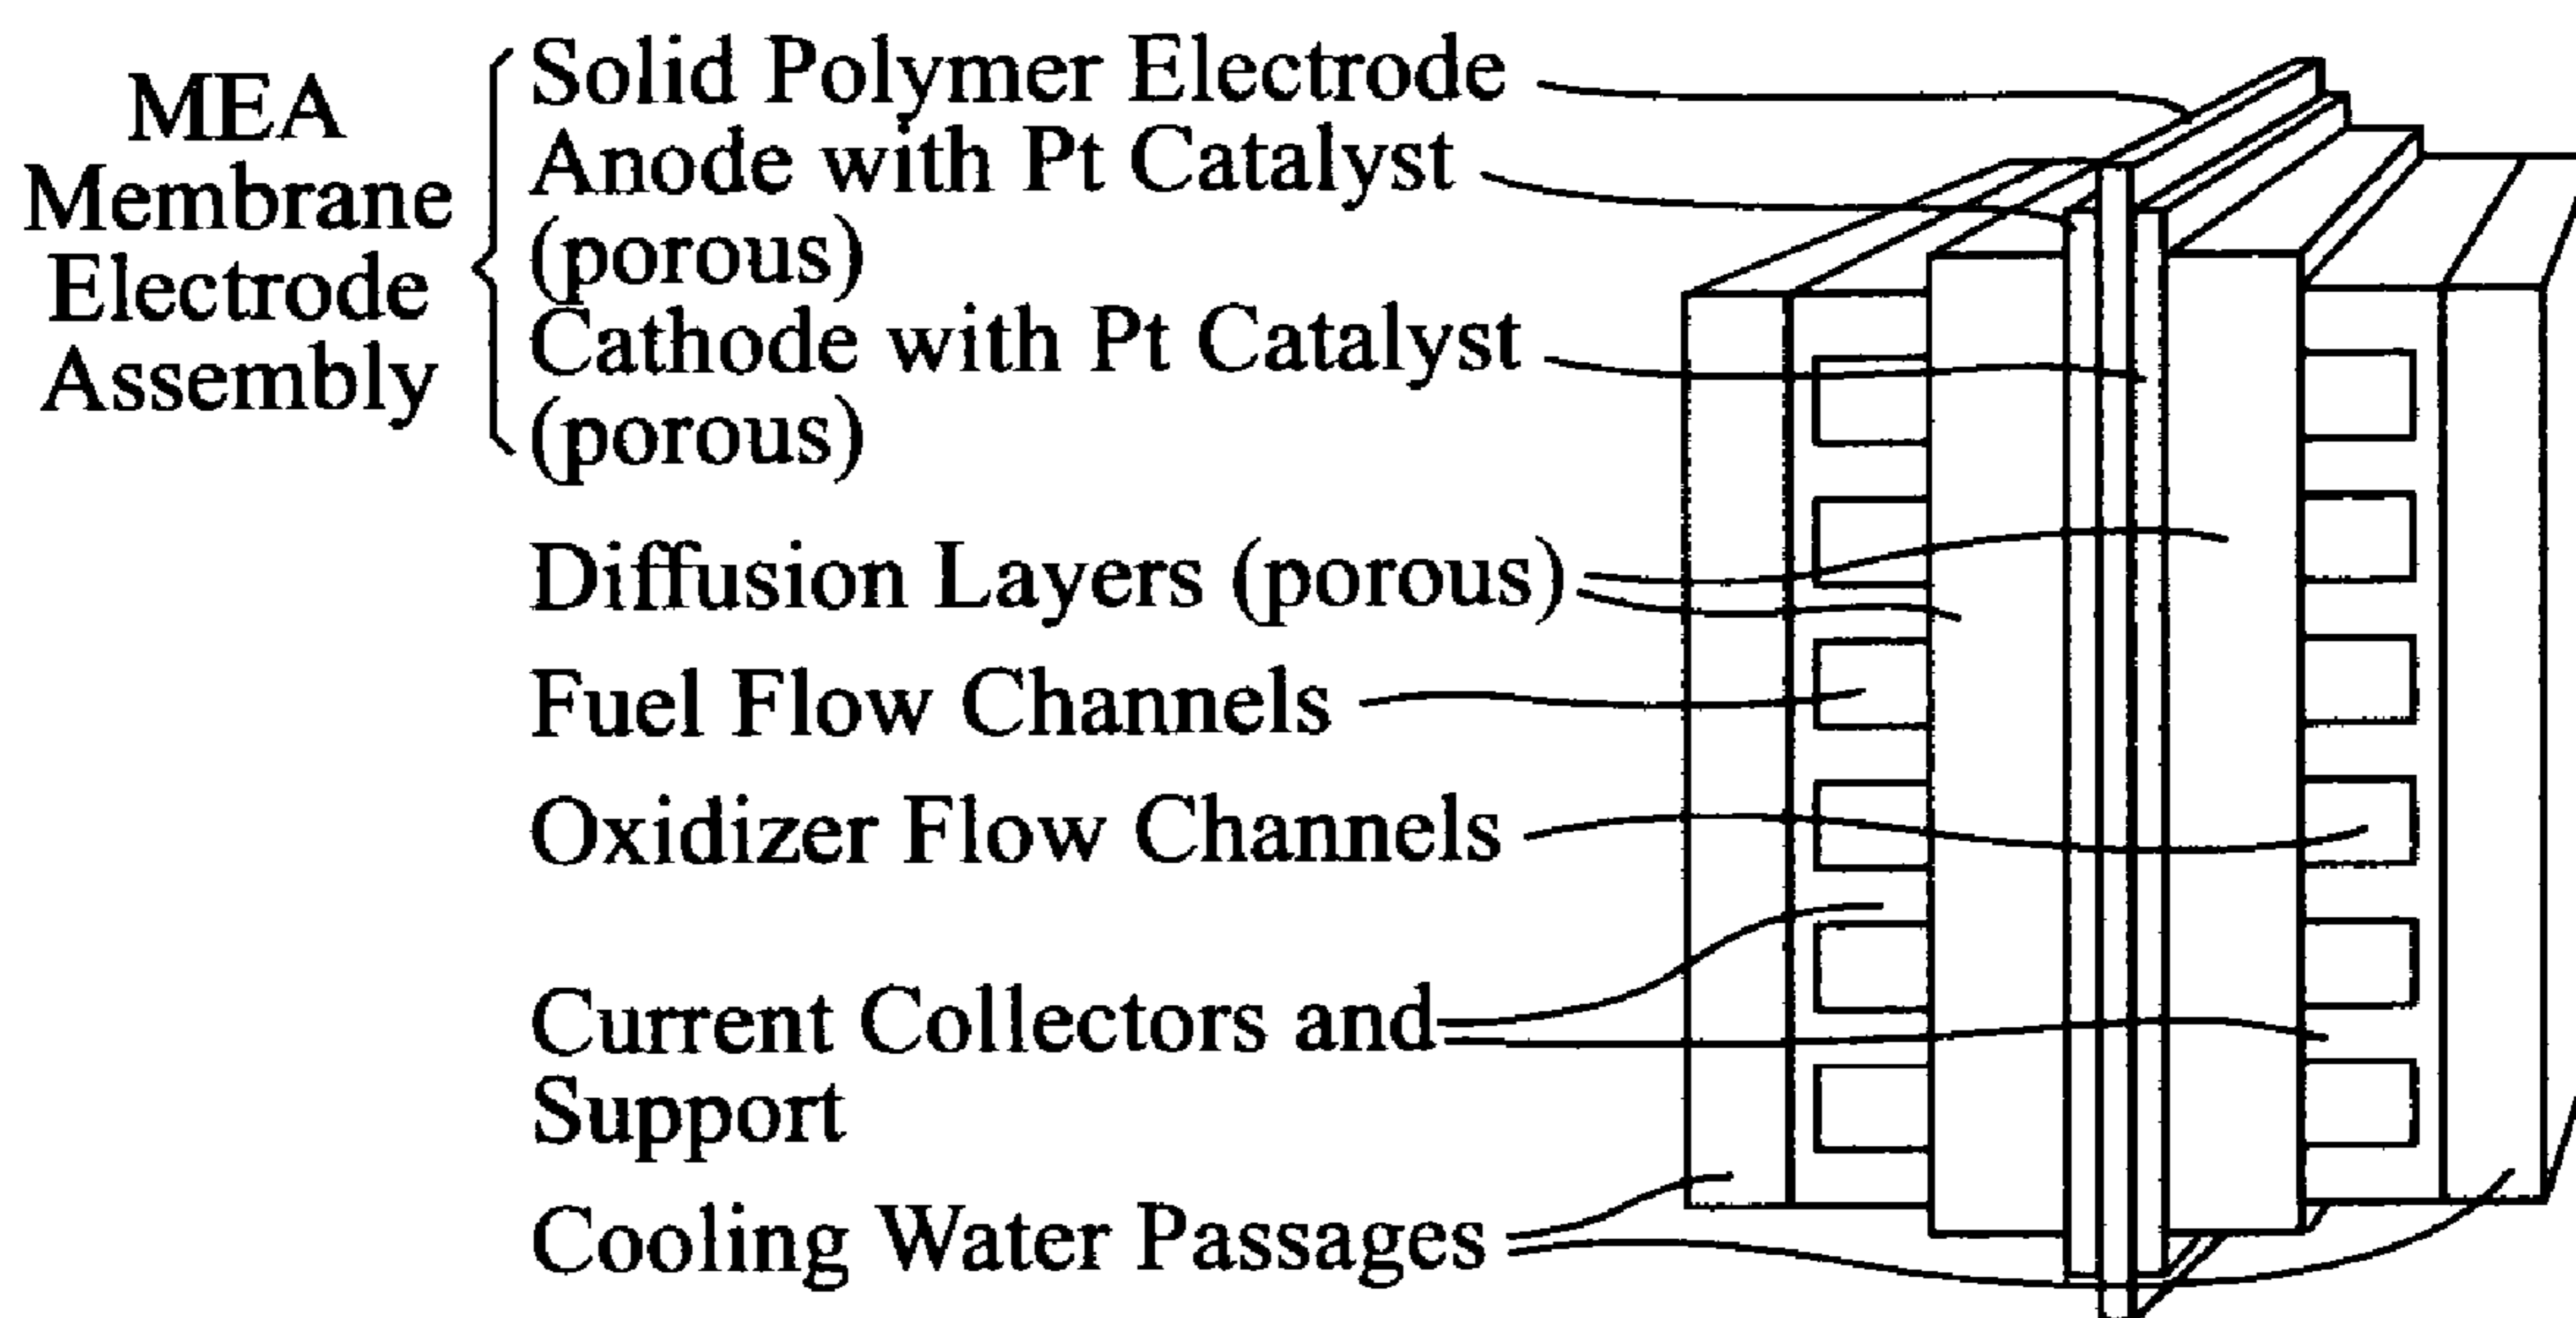 MEA
Membrane
Electrode
Assembly
Solid Polymer Electrode
Anode with Pt Catalyst
(porous)
Cathode with Pt Catalyst
(porous)
Diffusion Layers (porous)
Fuel Flow Channels
Oxidizer Flow Channels
Current Collectors and
Support
Cooling Water Passages